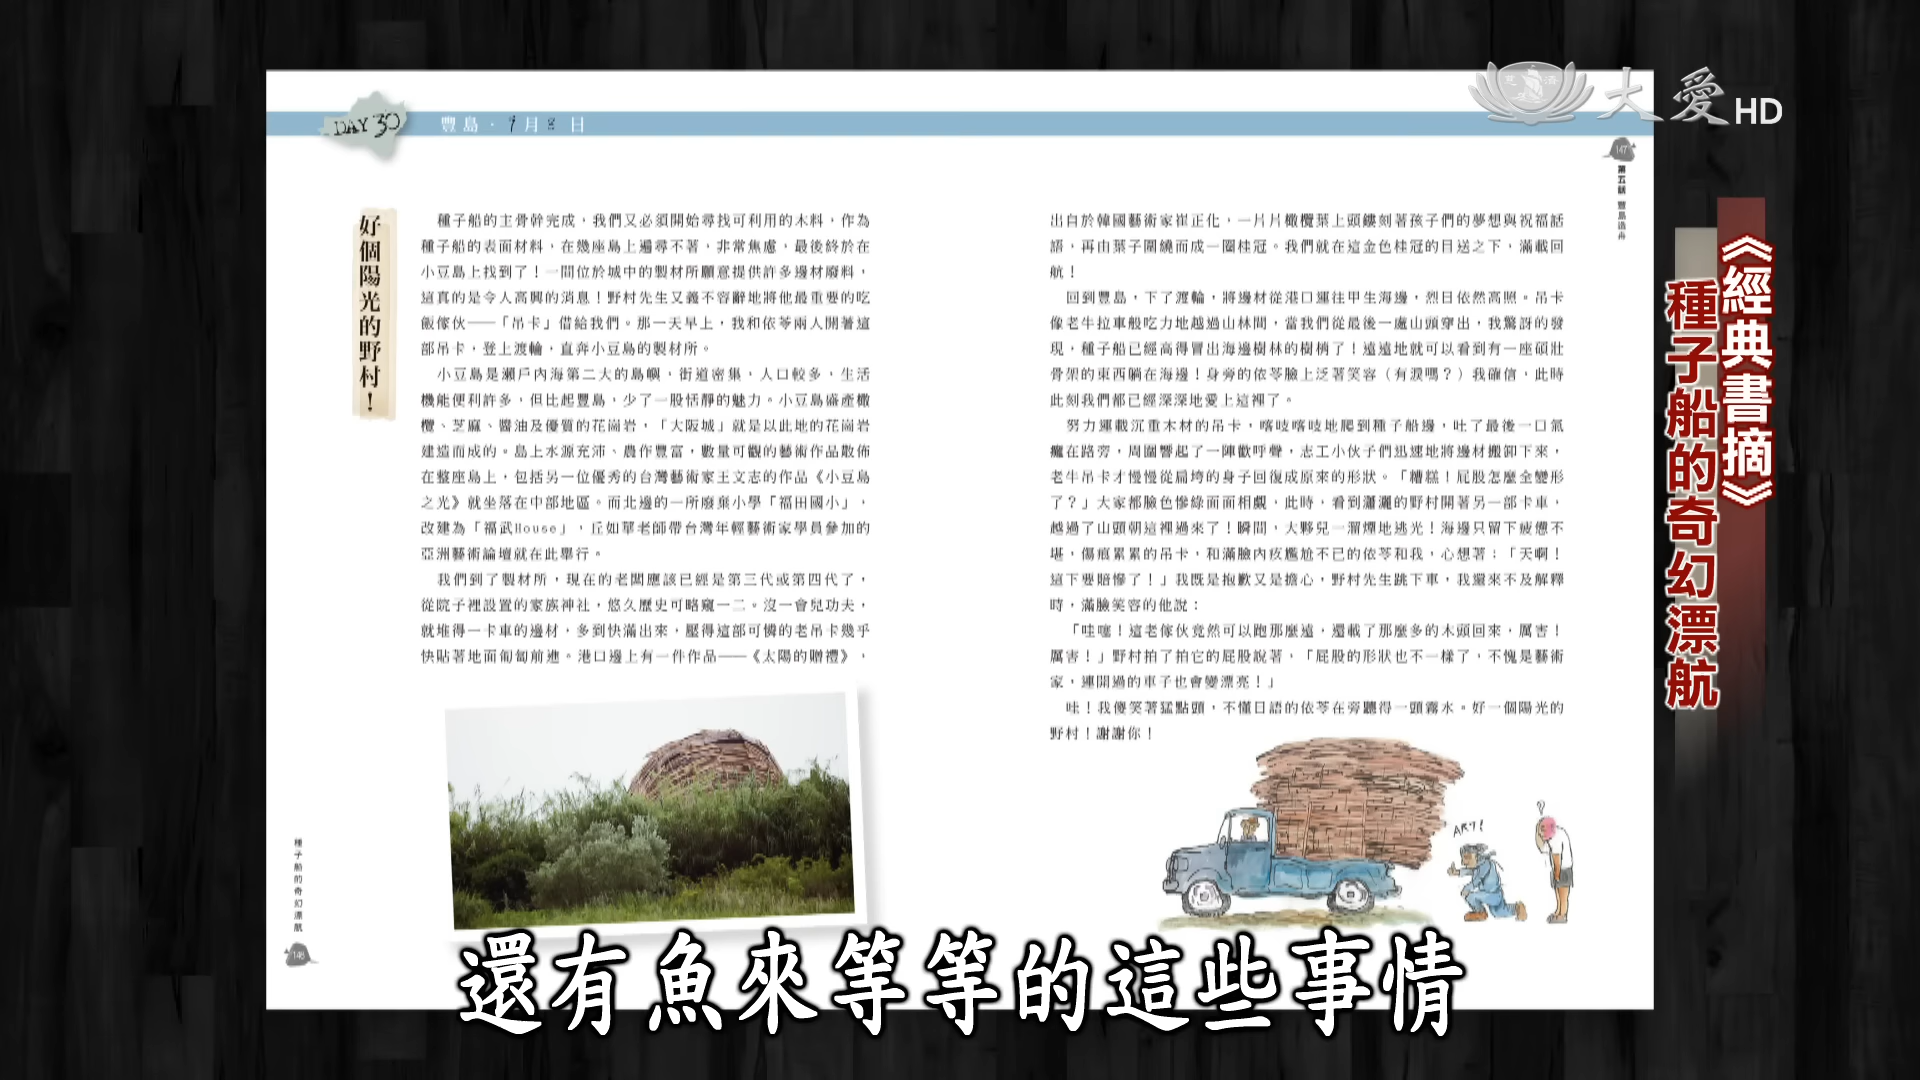 大愛HD
《經典書摘》
種子船的奇幻漂航
DAY 30
豐島·9月8日
好個陽光的野村！
種子船的主骨幹完成，我們又必須開始尋找可利用的木料，作為
種子船的表面材料，在幾座島上遍尋不著，非常焦慮，最後終於在
小豆島上找到了！一間位於城中的製材所願意提供許多邊材廢料，
這真的是令人高興的消息！野村先生又義不容辭地將他最重要的吃
飯傢伙——「吊卡」借給我們。那一天早上，我和依苓兩人開著這
部吊卡，登上渡輪，直奔小豆島的製材所。
小豆島是瀨戶內海第二大的島嶼，街道密集，人口較多，生活
機能便利許多，但比起豐島，少了一股恬靜的魅力。小豆島盛產橄
欖、芝麻、醬油及優質的花崗岩，「大阪城」就是以此地的花崗岩
建造而成的。島上水源充沛、農作豐富，數量可觀的藝術作品散佈
在整座島上，包括另一位優秀的台灣藝術家王文志的作品《小豆島
之光》就坐落在中部地區。而北邊的一所廢棄小學「福田國小」，
改建為「福武House」，丘如華老師帶台灣年輕藝術家學員參加的
亞洲藝術論壇就在此舉行。
我們到了製材所，現在的老闆應該已經是第三代或第四代了，
從院子裡設置的家族神社，悠久歷史可略窺一二。沒一會兒功夫，
就堆得一卡車的邊材，多到快滿出來，壓得這部可憐的老吊卡幾乎
快貼著地面匍匐前進。港口邊上有一件作品——《太陽的贈禮》，
種子船的奇幻漂航
146
147
第五話 豐島造舟
出自於韓國藝術家崔正化，一片片橄欖葉上頭鏤刻著孩子們的夢想與祝福話
語，再由葉子圍繞而成一圈桂冠。我們就在這金色桂冠的目送之下，滿載回
航！
回到豐島，下了渡輪，將邊材從港口運往甲生海邊，烈日依然高照。吊卡
像老牛拉車般吃力地越過山林間，當我們從最後一處山頭穿出，我驚訝的發
現，種子船已經高得冒出海邊樹林的樹梢了！遠遠地就可以看到有一座碩壯
骨架的東西躺在海邊！身旁的依苓臉上泛著笑容（有淚嗎？）我確信，此時
此刻我們都已經深深地愛上這裡了。
努力運載沉重木材的吊卡，喀吱喀吱地爬到種子船邊，吐了最後一口氣
癱在路旁，周圍響起了一陣歡呼聲，志工小伙子們迅速地將邊材搬卸下來，
老牛吊卡才慢慢從扁垮的身子回復成原來的形狀。「糟糕！屁股怎麼全變形
了？」大家都臉色慘綠面面相覷，此時，看到瀟灑的野村開著另一部卡車，
越過了山頭朝這裡過來了！瞬間，大夥兒一溜煙地逃光！海邊只留下疲憊不
堪，傷痕累累的吊卡，和滿臉內疚尷尬不已的依苓和我，心想著：「天啊！
這下要賠慘了！」我既是抱歉又是擔心，野村先生跳下車，我還來不及解釋
時，滿臉笑容的他說：
「哇噻！這老傢伙竟然可以跑那麼遠，還載了那麼多的木頭回來，厲害！
厲害！」野村拍了拍它的屁股說著，「屁股的形狀也不一樣了，不愧是藝術
家，連開過的車子也會變漂亮！」
哇！我傻笑著猛點頭，不懂日語的依苓在旁聽得一頭霧水。好一個陽光的
野村！謝謝你！
ART!
?
還有魚來等等的這些事情